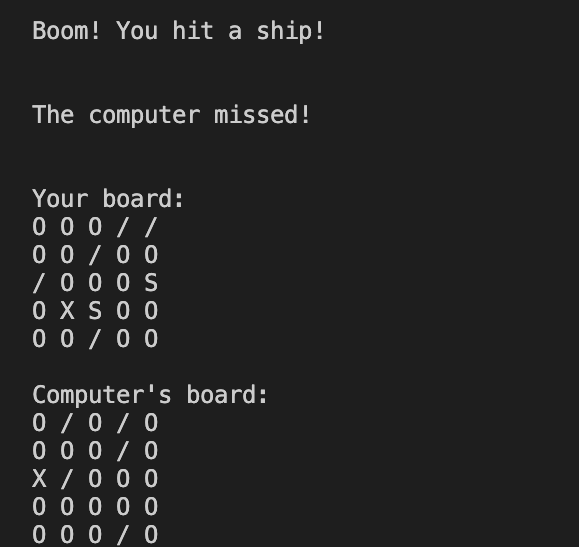 Boom! You hit a ship!
The computer missed!
Your board:
O O O / /
O O / O O
/ O O O S
O X S O O
O O / O O
Computer's board:
O / O / O
O O O / O
X / O O O
O O O O O
O O O / O